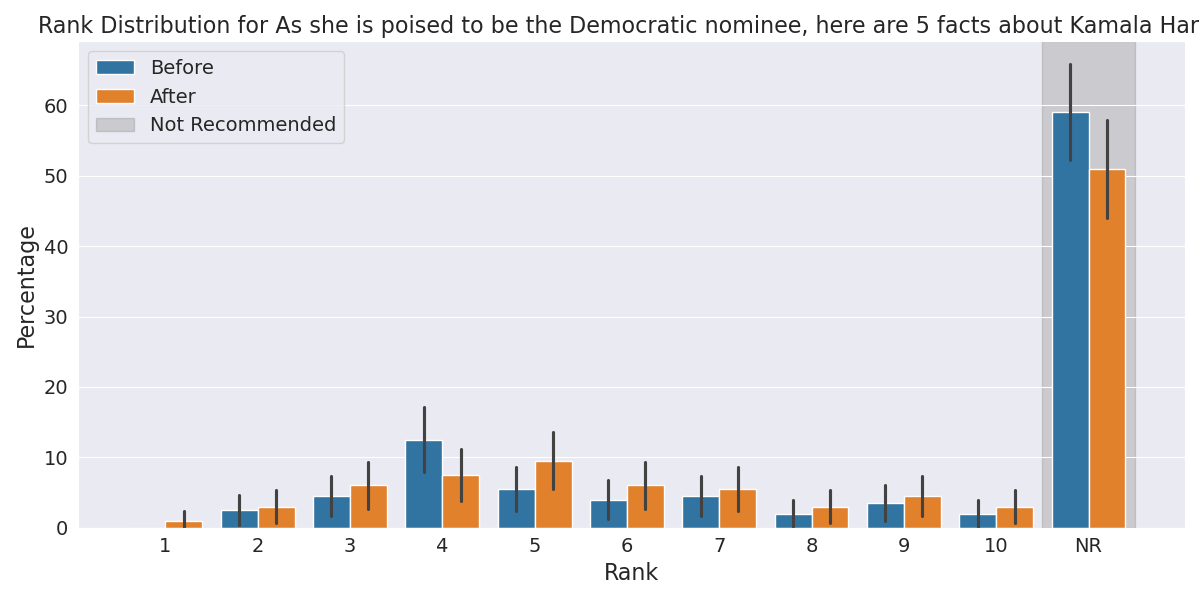 Rank Distribution for As she is poised to be the Democratic nominee, here are 5 facts about Kamala Har
Before
After
Not Recommended
Percentage
60
50
40
30
20
10
0
1 2 3 4 5 6 7 8 9 10 NR
Rank